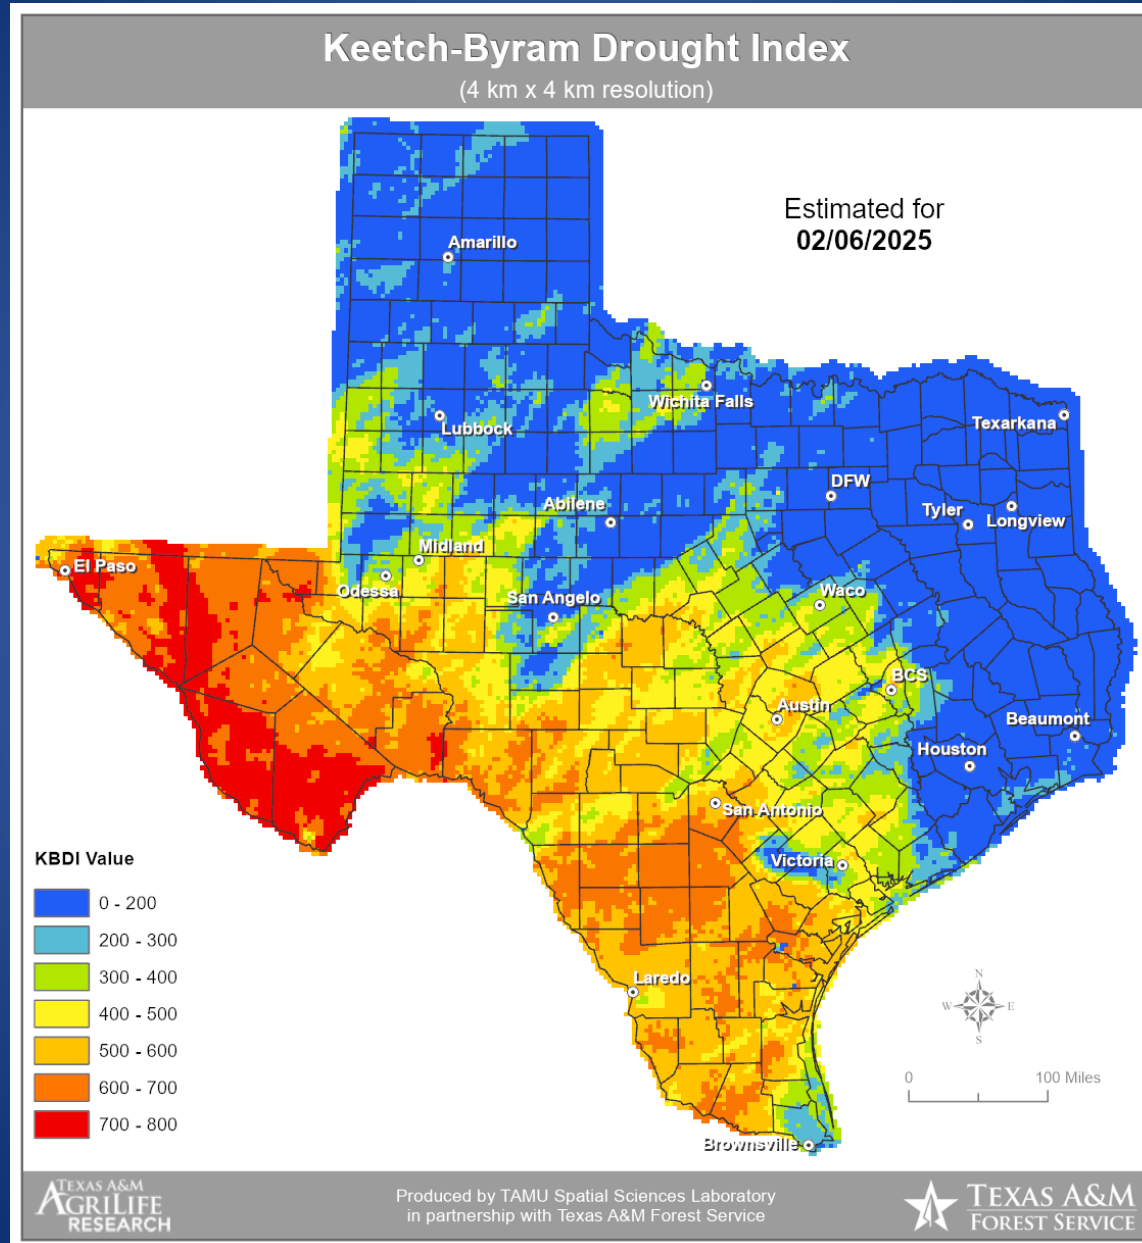 Keetch-Byram Drought Index
(4 km x 4 km resolution)
Estimated for
02/06/2025
Amarillo
Wichita Falls
Lubbock
Texarkana
DFW
Abilene
Tyler
Longview
Midland
El Paso
Odessa
San Angelo
Waco
BCS
Austin
Beaumont
Houston
San Antonio
Victoria
Laredo
Brownsville
KBDI Value
0 - 200
200 - 300
300 - 400
400 - 500
500 - 600
600 - 700
700 - 800
N
W
E
S
0
100 Miles
TEXAS A&M
AGRILIFE
RESEARCH
Produced by TAMU Spatial Sciences Laboratory
in partnership with Texas A&M Forest Service
TEXAS A&M
FOREST SERVICE